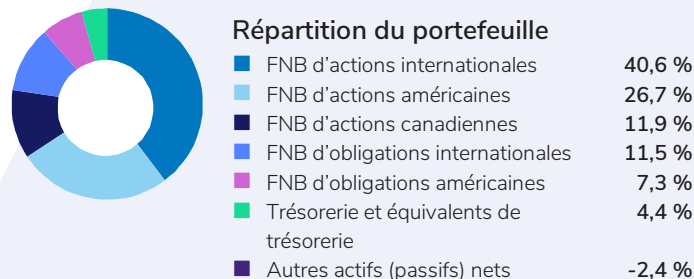 Répartition du portefeuille
FNB d’actions internationales 40,6 %
FNB d’actions américaines 26,7 %
FNB d’actions canadiennes 11,9 %
FNB d’obligations internationales 11,5 %
FNB d’obligations américaines 7,3 %
Trésorerie et équivalents de 4,4 %
trésorerie
Autres actifs (passifs) nets -2,4 %